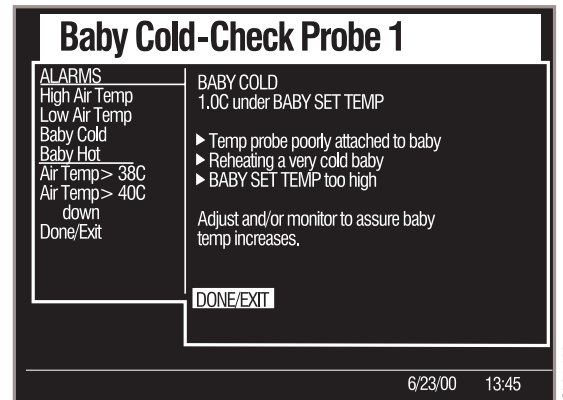 Baby Cold-Check Probe 1
ALARMS
High Air Temp
Low Air Temp
Baby Cold
Baby Hot
Air Temp> 38C
Air Temp> 40C
down
Done/Exit
BABY COLD
1.0C under BABY SET TEMP
▶ Temp probe poorly attached to baby
▶ Reheating a very cold baby
▶ BABY SET TEMP too high
Adjust and/or monitor to assure baby
temp increases.
DONE/EXIT
6/23/00 13:45